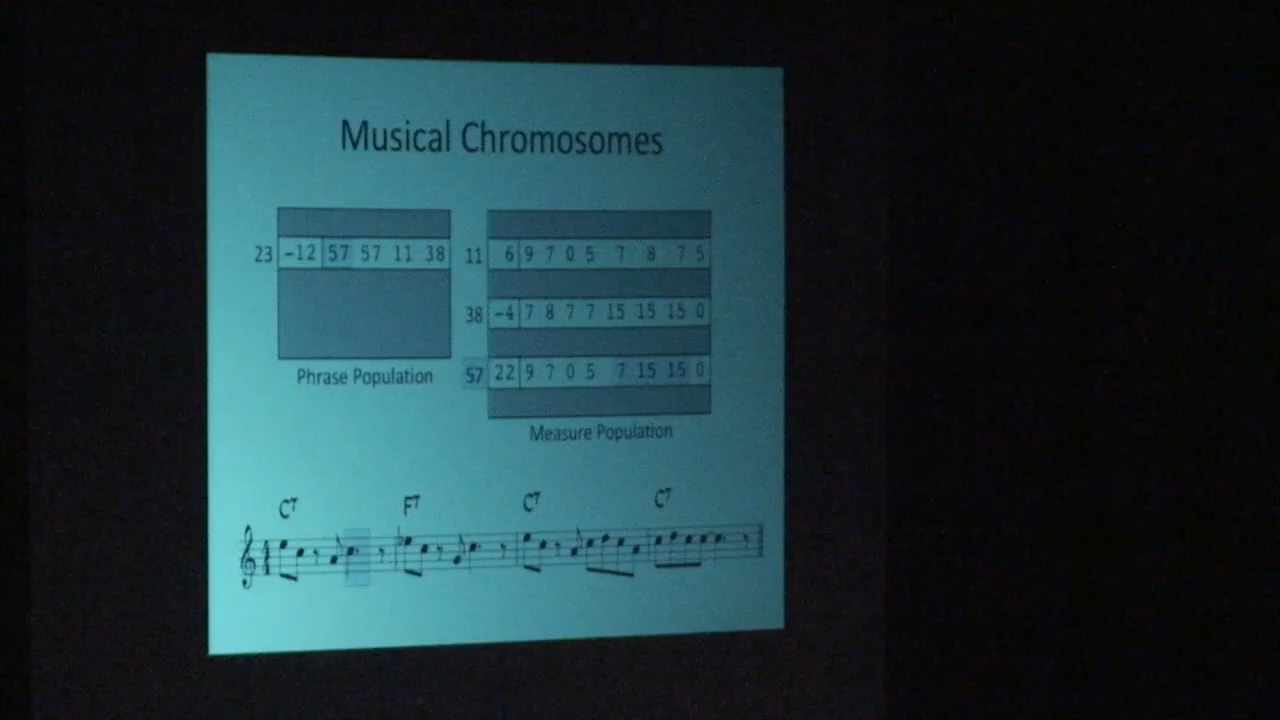 Musical Chromosomes
23 -12 57 57 11 38
Phrase Population
11 6 9 7 0 5 7 8 7 5
38 -4 7 8 7 7 15 15 15 0
57 22 9 7 0 5 7 15 15 0
Measure Population
C7 F7 C7 C7
4
4